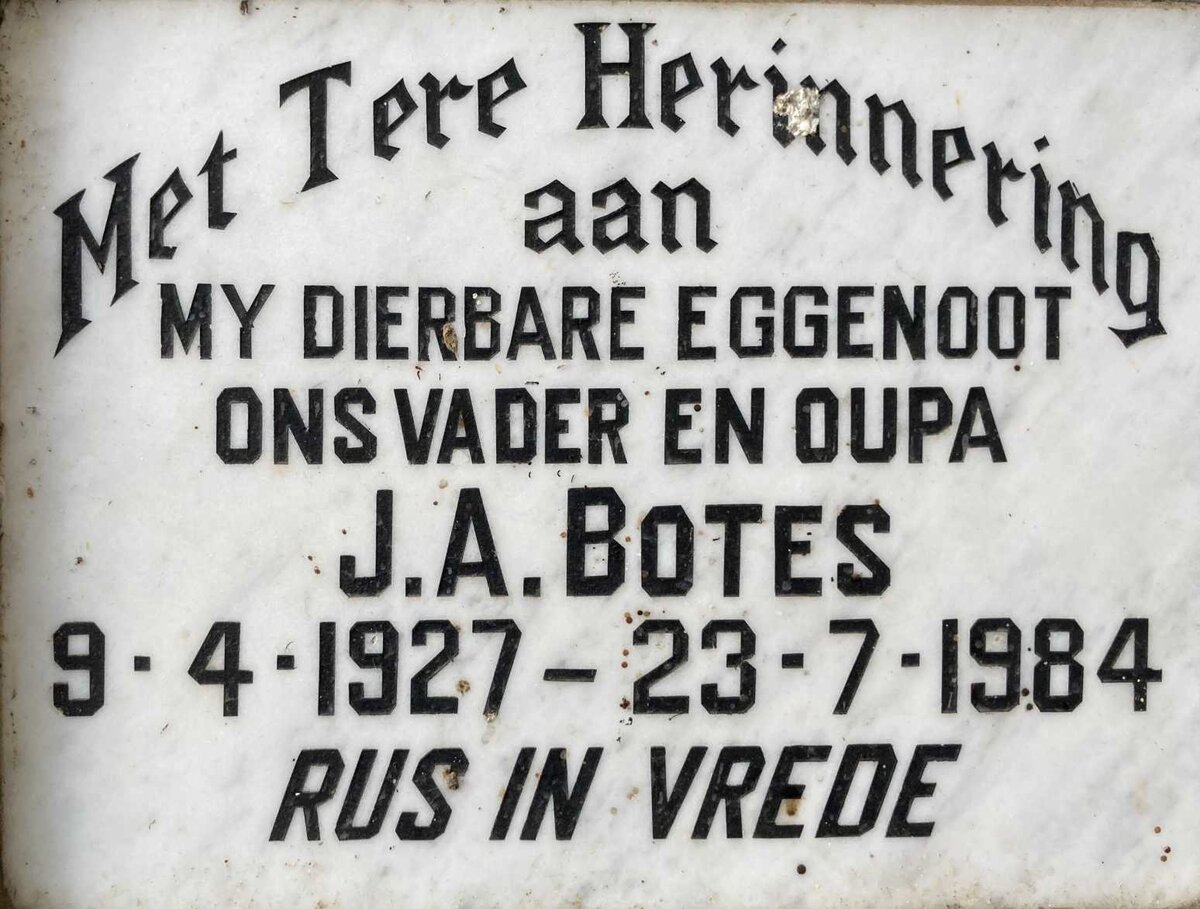 Met Tere Herinnering
aan
MY DIERBARE EGGENOOT
ONS VADER EN OUPA
J.A. BOTES
9-4-1927 – 23-7-1984
RUS IN VREDE